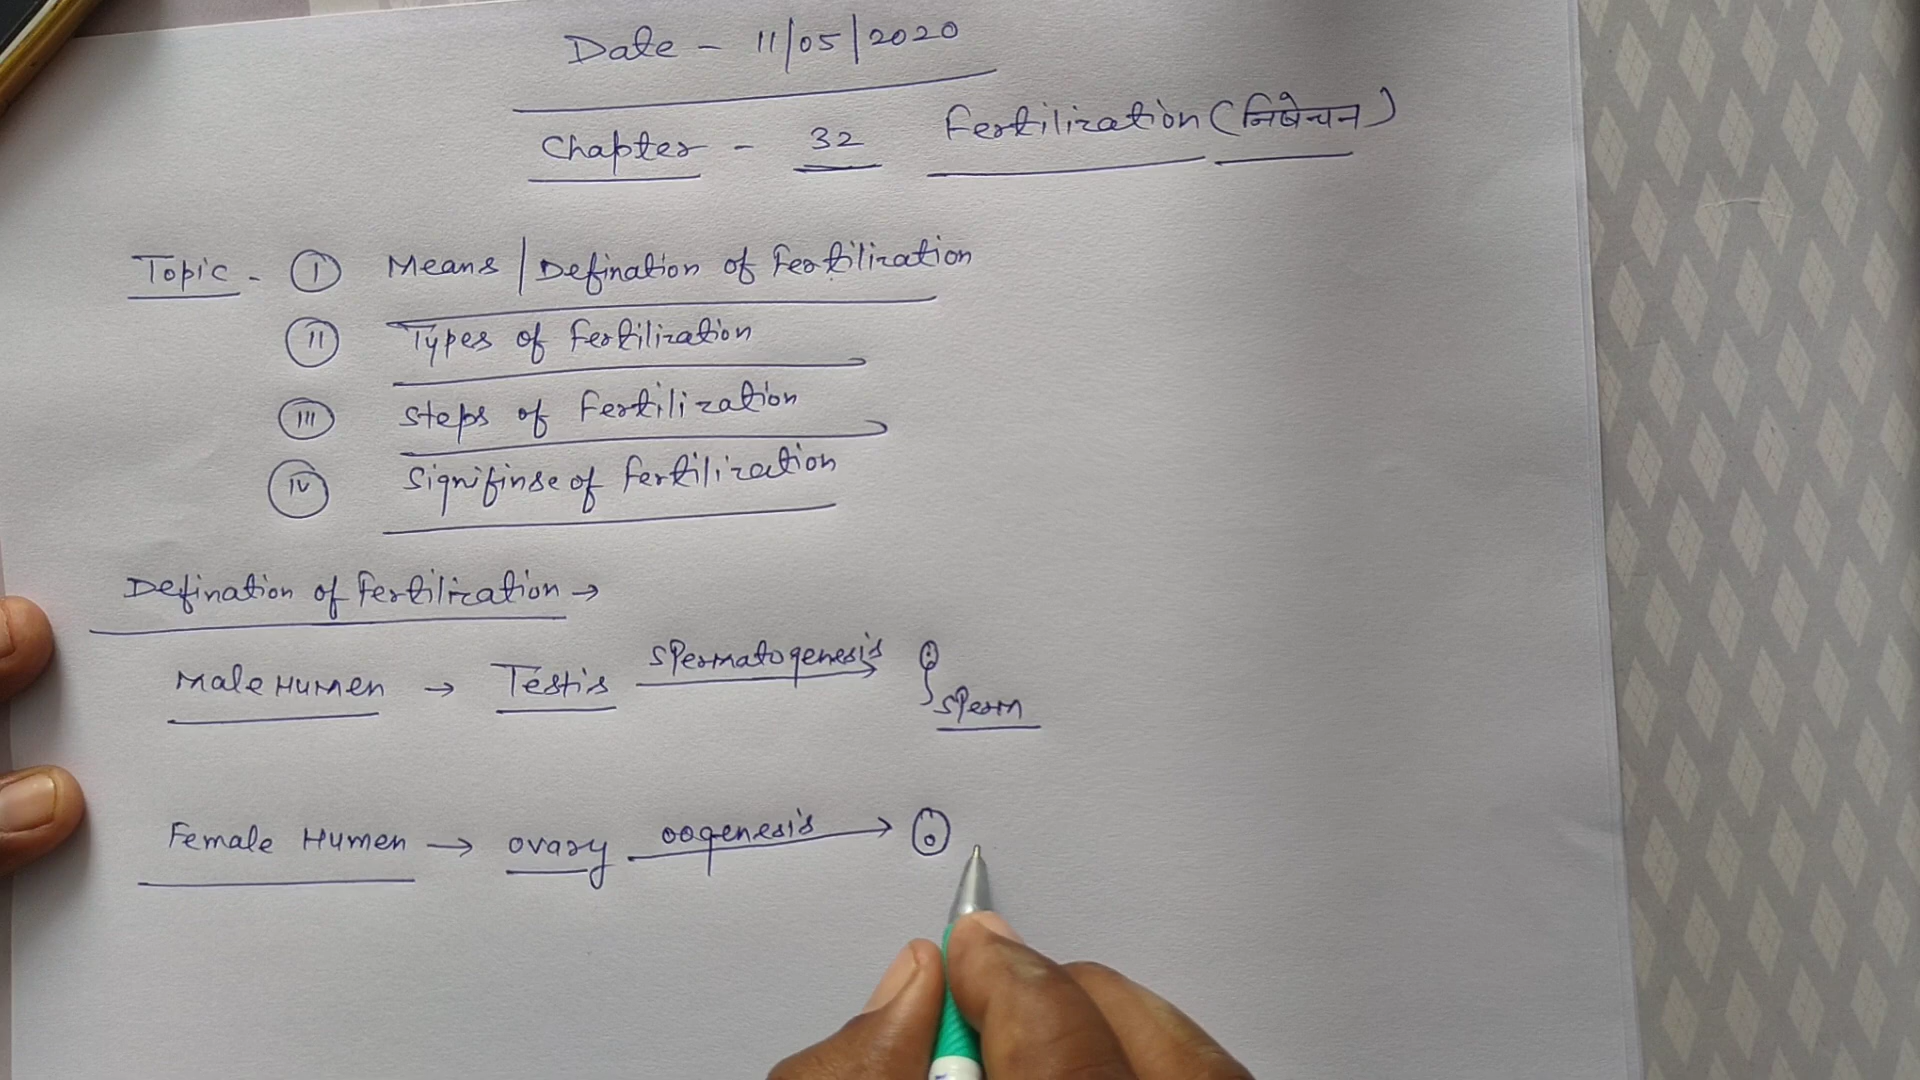 Date - 11/05/2020
Chapter - 32 Fertilization (निषेचन)
Topic - (I) Means / Defination of Fertilization
(II) Types of Fertilization
(III) Steps of Fertilization
(IV) Signifinse of Fertilization
Defination of Fertilization →
Male Humen → Testis Spermatogenesis → Sperm
Female Humen → ovary oogenesis →